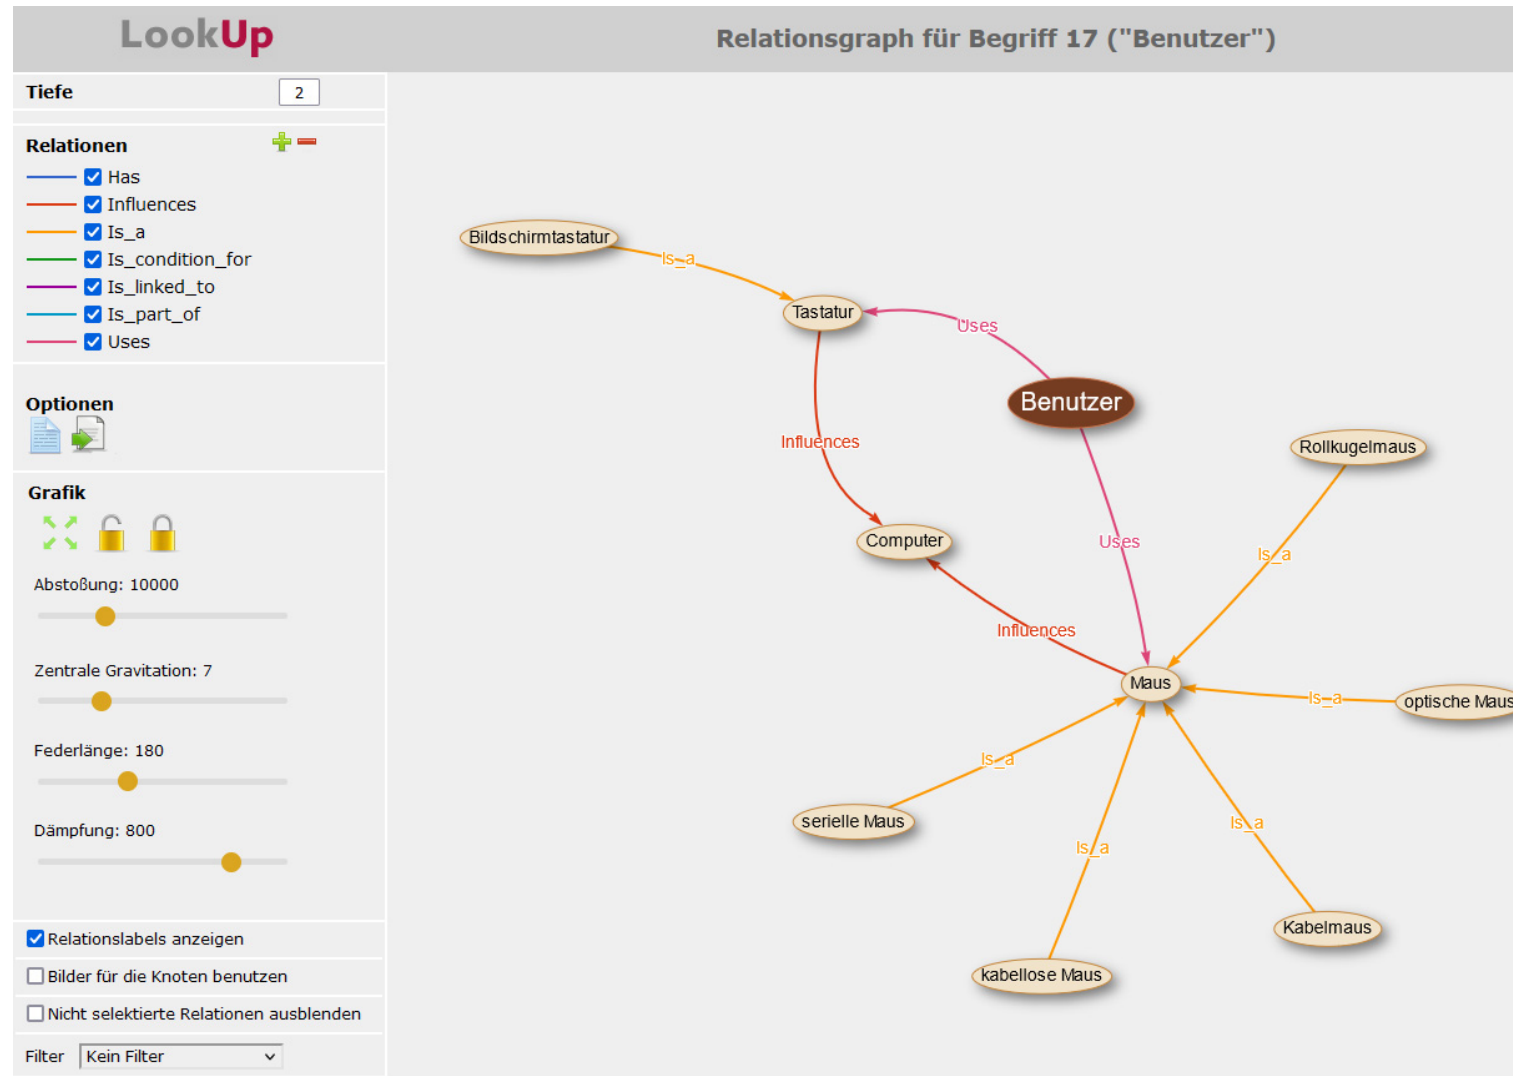 LookUp
Relationsgraph für Begriff 17 ("Benutzer")
Tiefe 2
Relationen
Has
Influences
Is_a
Is_condition_for
Is_linked_to
Is_part_of
Uses
Optionen
Grafik
Abstoßung: 10000
Zentrale Gravitation: 7
Federlänge: 180
Dämpfung: 800
Relationslabels anzeigen
Bilder für die Knoten benutzen
Nicht selektierte Relationen ausblenden
Filter Kein Filter
Bildschirmtastatur
Is_a
Tastatur
Uses
Benutzer
Influences
Rollkugelmaus
Computer
Uses
Is_a
Influences
Maus
Is_a
optische Maus
Is_a
serielle Maus
Is_a
Is_a
Kabelmaus
kabellose Maus